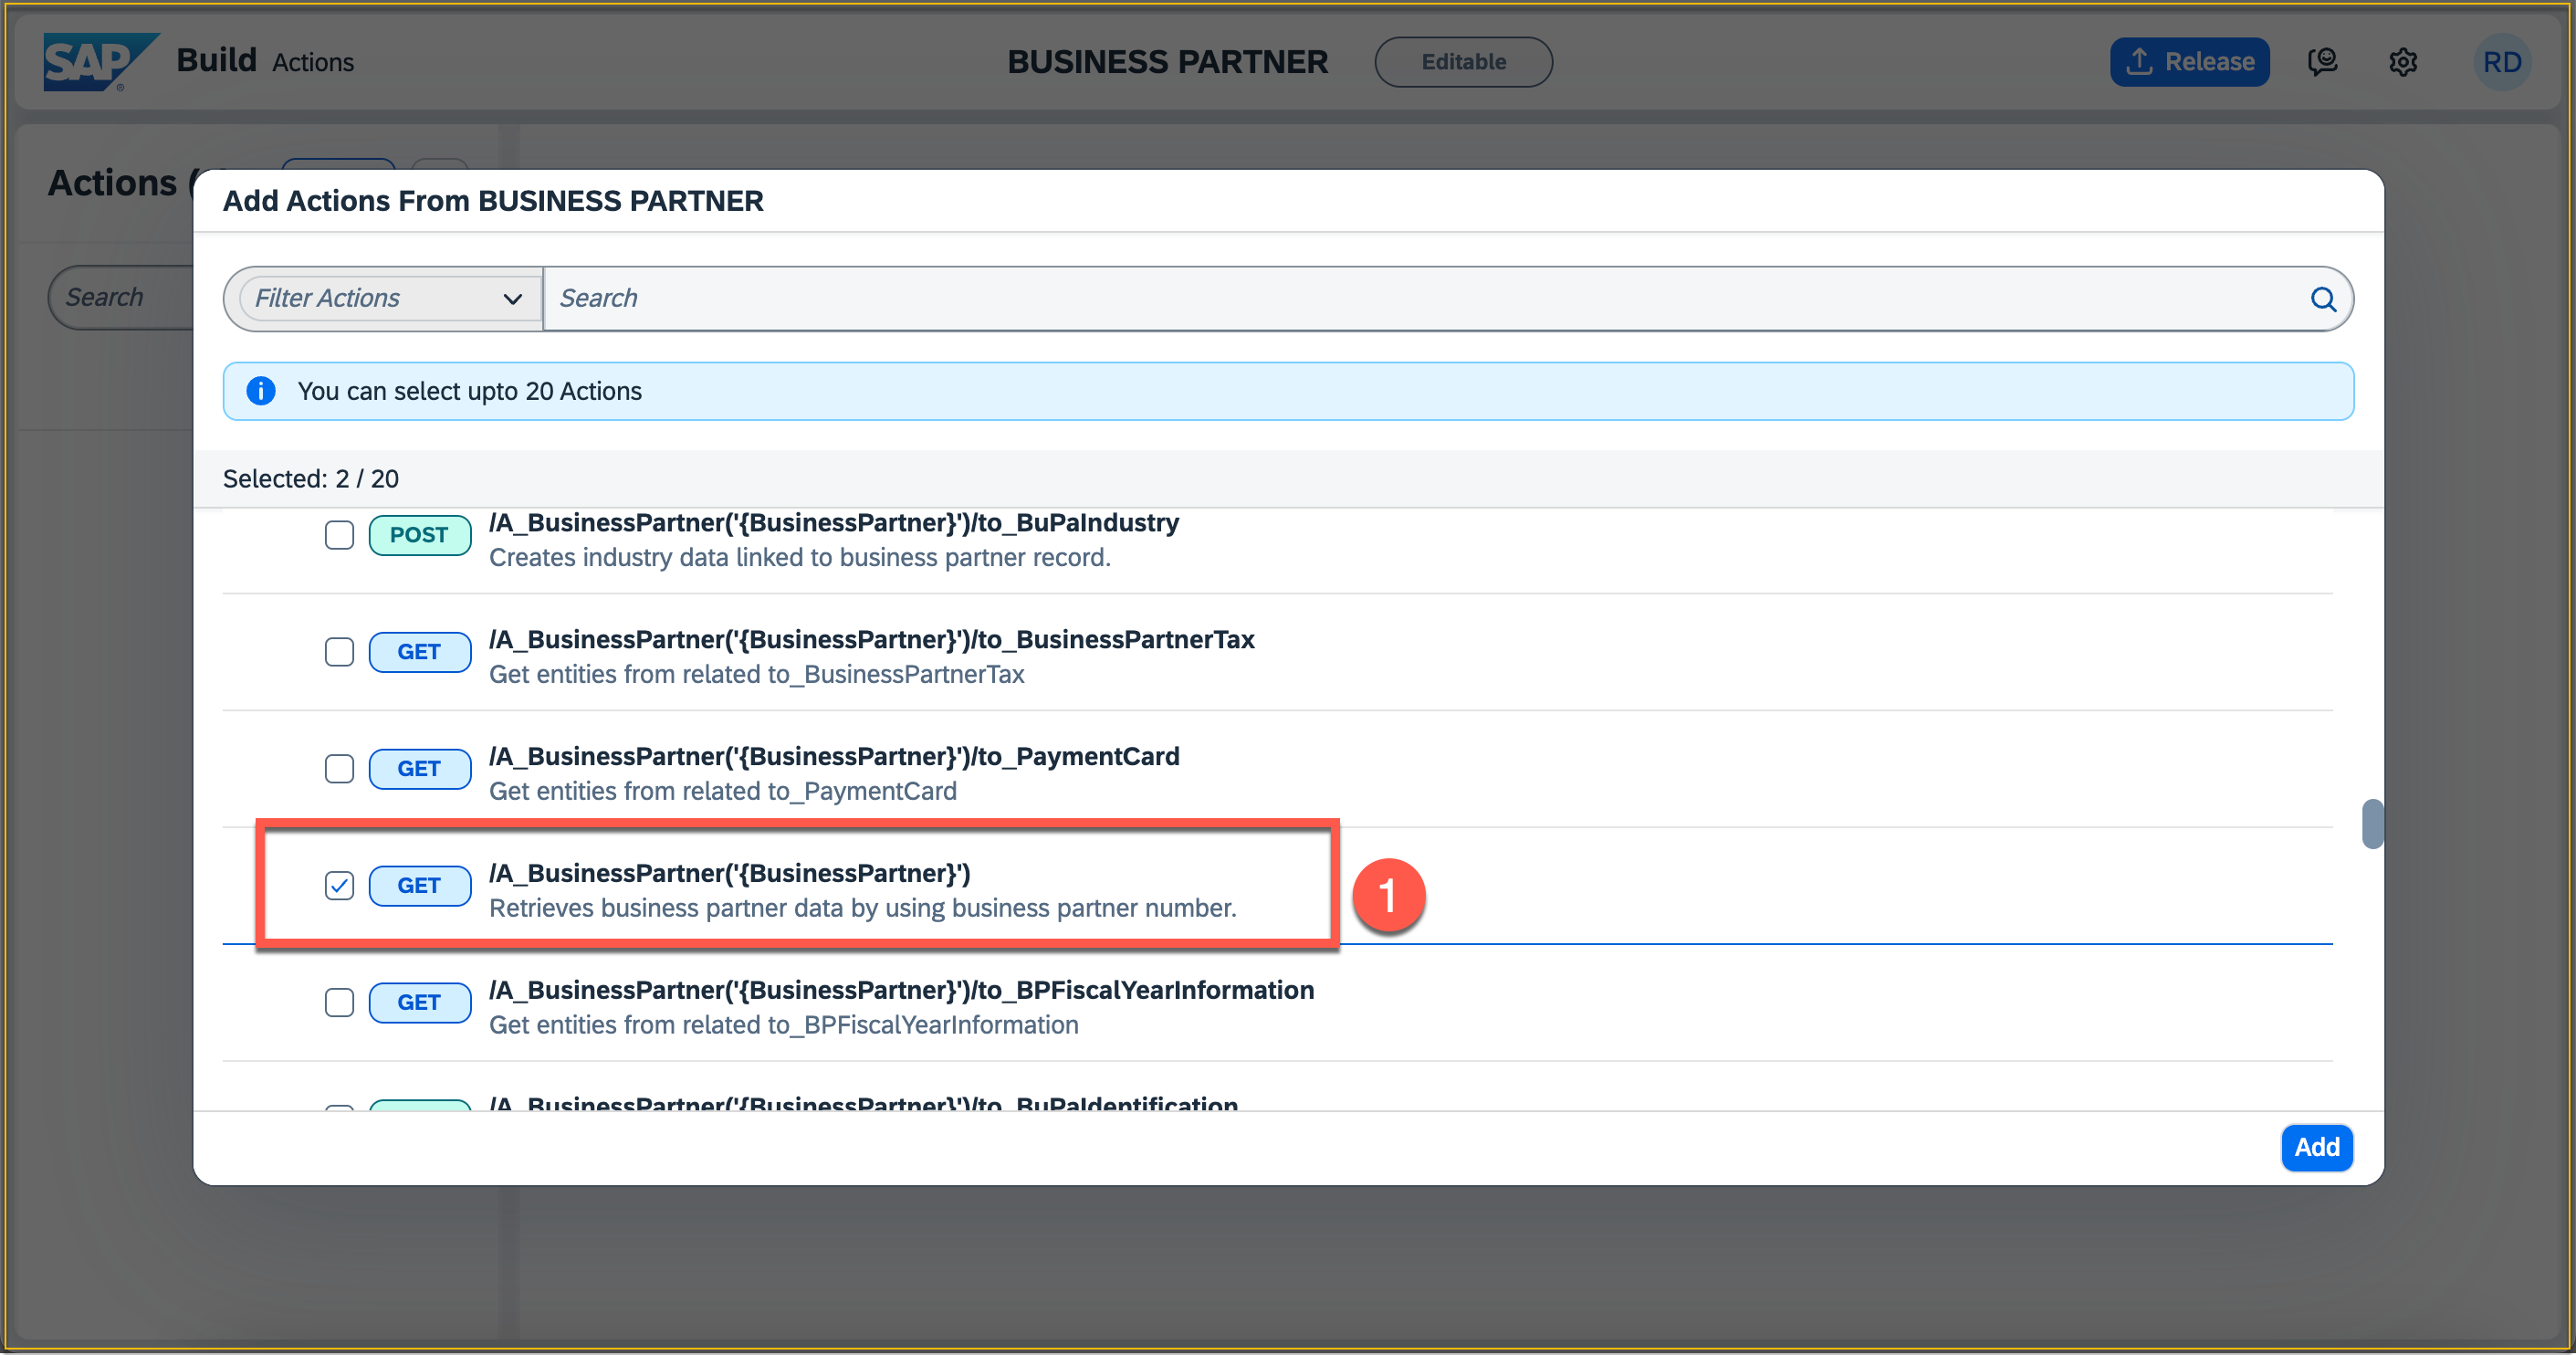 SAP Build Actions
BUSINESS PARTNER
Editable
Release
RD
Actions (
Search
Add Actions From BUSINESS PARTNER
Filter Actions
Search
You can select upto 20 Actions
Selected: 2 / 20
POST
/A_BusinessPartner('{BusinessPartner}')/to_BuPaIndustry
Creates industry data linked to business partner record.
GET
/A_BusinessPartner('{BusinessPartner}')/to_BusinessPartnerTax
Get entities from related to_BusinessPartnerTax
GET
/A_BusinessPartner('{BusinessPartner}')/to_PaymentCard
Get entities from related to_PaymentCard
GET
/A_BusinessPartner('{BusinessPartner}')
Retrieves business partner data by using business partner number.
1
GET
/A_BusinessPartner('{BusinessPartner}')/to_BPFiscalYearInformation
Get entities from related to_BPFiscalYearInformation
/A_BusinessPartner('{BusinessPartner}')/to_BuPaIdentification
Add